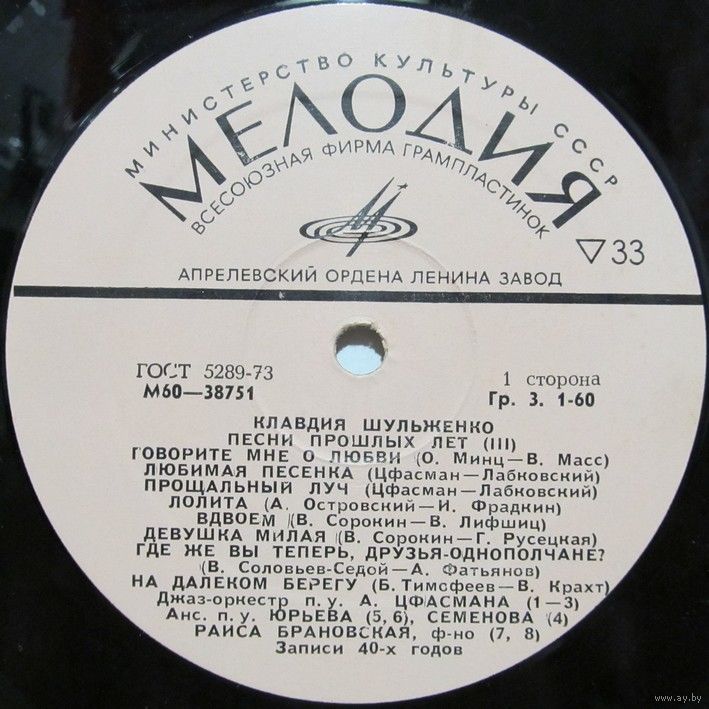 МИНИСТЕРСТВО КУЛЬТУРЫ СССР
МЕЛОДИЯ
ВСЕСОЮЗНАЯ ФИРМА ГРАМПЛАСТИНОК
33
АПРЕЛЕВСКИЙ ОРДЕНА ЛЕНИНА ЗАВОД
ГОСТ 5289-73
М60—38751
1 сторона
Гр. 3. 1-60
КЛАВДИЯ ШУЛЬЖЕНКО
ПЕСНИ ПРОШЛЫХ ЛЕТ (III)
ГОВОРИТЕ МНЕ О ЛЮБВИ (О. Минц—В. Масс)
ЛЮБИМАЯ ПЕСЕНКА (Цфасман—Лабковский)
ПРОЩАЛЬНЫЙ ЛУЧ (Цфасман—Лабковский)
ЛОЛИТА (А. Островский—И. Фрадкин)
ВДВОЕМ (В. Сорокин—В. Лифшиц)
ДЕВУШКА МИЛАЯ (В. Сорокин—Г. Русецкая)
ГДЕ ЖЕ ВЫ ТЕПЕРЬ, ДРУЗЬЯ-ОДНОПОЛЧАНЕ?
(В. Соловьев-Седой—А. Фатьянов)
НА ДАЛЕКОМ БЕРЕГУ (Б. Тимофеев—В. Крахт)
Джаз-оркестр п. у. А. ЦФАСМАНА (1—3)
Анс. п. у. ЮРЬЕВА (5, 6), СЕМЕНОВА (4)
РАИСА БРАНОВСКАЯ, ф-но (7, 8)
Записи 40-х годов
www.ay.by